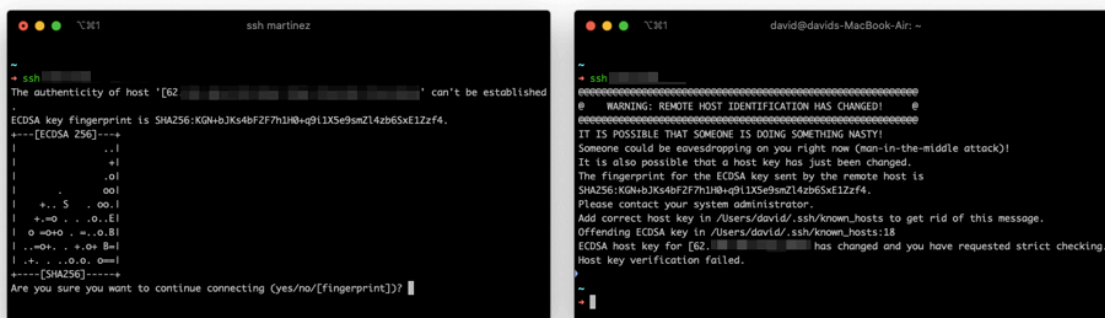 ⌥⌘1
ssh martinez
~
→ ssh
The authenticity of host '[62. ' can't be established
.
ECDSA key fingerprint is SHA256:KGN+bJKs4bF2F7h1H0+q9i1X5e9smZl4zb6SxE1Zzf4.
+---[ECDSA 256]---+
|             ..|
|              +|
|             .o|
|      .      oo|
|    +.. S   . oo.|
|   +.=o . . .o..E|
|  o =o+o . =..o.B|
| ..=o+. . +.o+ B=|
| .+. . ..o.o. o==|
+----[SHA256]-----+
Are you sure you want to continue connecting (yes/no/[fingerprint])?
⌥⌘1
david@davids-MacBook-Air: ~
~
→ ssh
@@@@@@@@@@@@@@@@@@@@@@@@@@@@@@@@@@@@@@@@@@@@@@@@@@@@@@@@@@@
@    WARNING: REMOTE HOST IDENTIFICATION HAS CHANGED!     @
@@@@@@@@@@@@@@@@@@@@@@@@@@@@@@@@@@@@@@@@@@@@@@@@@@@@@@@@@@@
IT IS POSSIBLE THAT SOMEONE IS DOING SOMETHING NASTY!
Someone could be eavesdropping on you right now (man-in-the-middle attack)!
It is also possible that a host key has just been changed.
The fingerprint for the ECDSA key sent by the remote host is
SHA256:KGN+bJKs4bF2F7h1H0+q9i1X5e9smZl4zb6SxE1Zzf4.
Please contact your system administrator.
Add correct host key in /Users/david/.ssh/known_hosts to get rid of this message.
Offending ECDSA key in /Users/david/.ssh/known_hosts:18
ECDSA host key for [62. has changed and you have requested strict checking.
Host key verification failed.
~
→